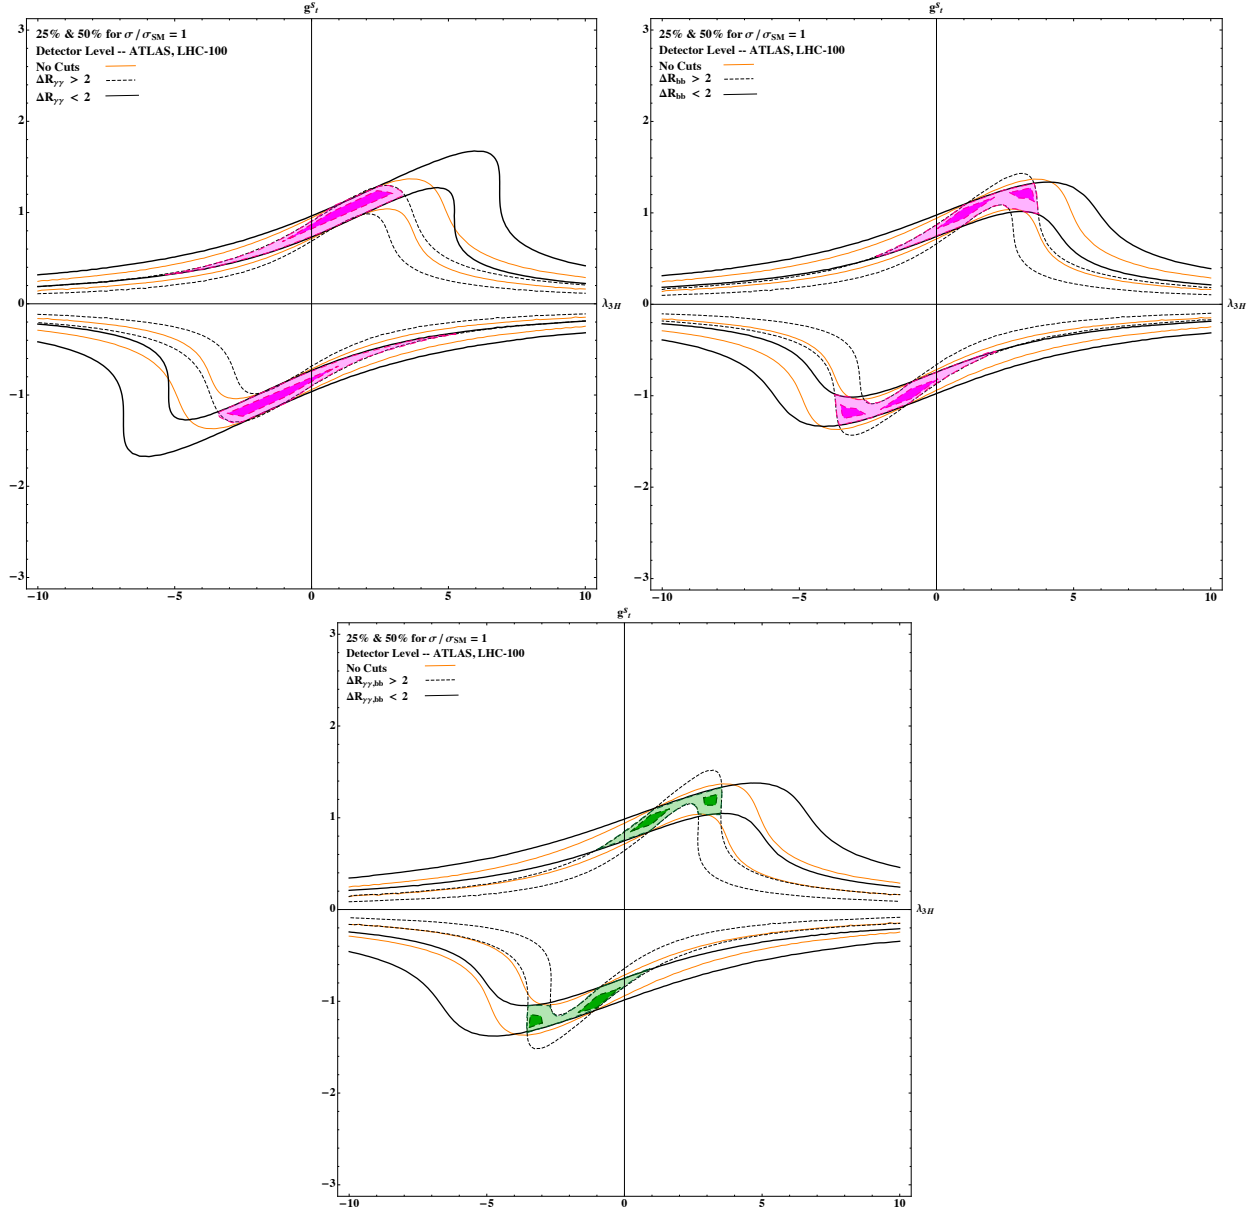 g^S_t
25% & 50% for σ / σ_SM = 1
Detector Level -- ATLAS, LHC-100
No Cuts
ΔR_γγ > 2
ΔR_γγ < 2
3
2
1
0
λ_3H
−1
−2
−3
−10
−5
0
5
10
g^S_t
25% & 50% for σ / σ_SM = 1
Detector Level -- ATLAS, LHC-100
No Cuts
ΔR_bb > 2
ΔR_bb < 2
3
2
1
0
λ_3H
−1
−2
−3
−10
−5
0
5
10
g^S_t
25% & 50% for σ / σ_SM = 1
Detector Level -- ATLAS, LHC-100
No Cuts
ΔR_γγ,bb > 2
ΔR_γγ,bb < 2
3
2
1
0
λ_3H
−1
−2
−3
−10
−5
0
5
10